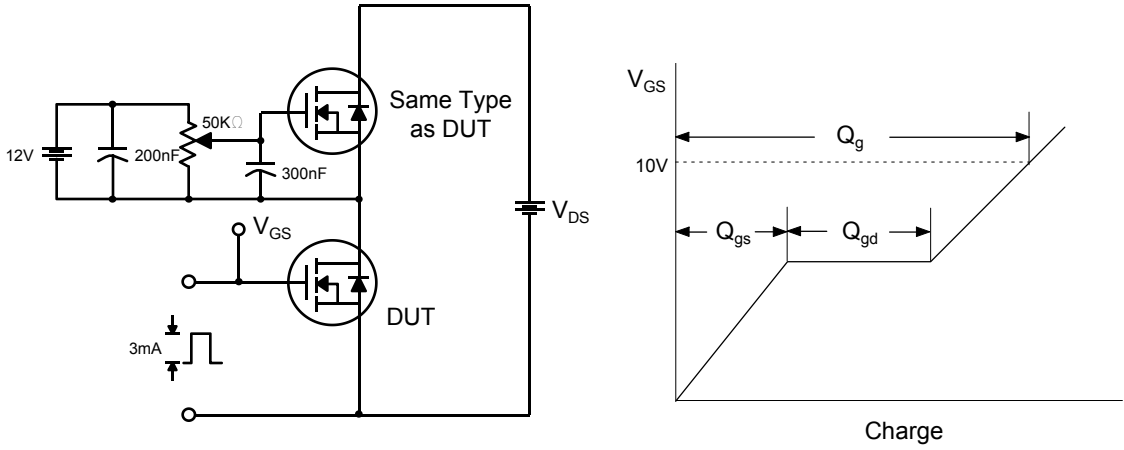 Same Type
as DUT
50KΩ
12V
200nF
300nF
V_GS
V_DS
DUT
3mA
V_GS
Q_g
10V
Q_gs
Q_gd
Charge